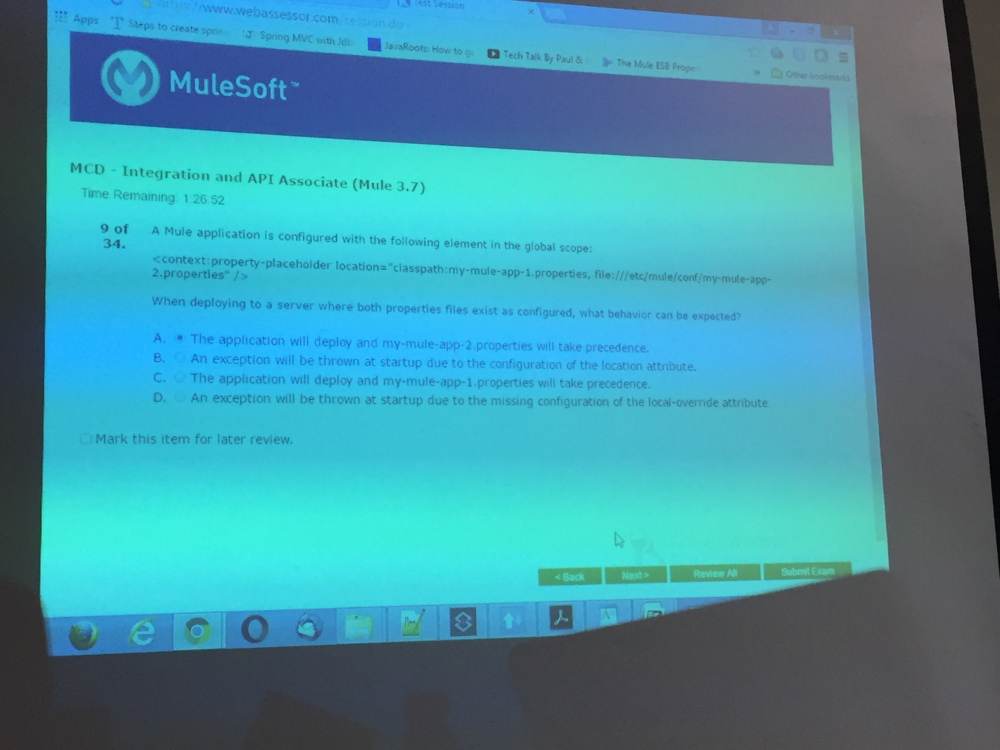 Test Session
https://www.webassessor.com/session.do
Apps Steps to create Spring MVC with Jdi JavaRoots: How to Tech Talk By Paul & The Mule ESB Proper
» Other bookmarks
MuleSoft™
MCD - Integration and API Associate (Mule 3.7)
Time Remaining: 1:26:52
9 of
34.
A Mule application is configured with the following element in the global scope:
<context:property-placeholder location="classpath:my-mule-app-1.properties, file:///etc/mule/conf/my-mule-app-
2.properties" />
When deploying to a server where both properties files exist as configured, what behavior can be expected?
A. The application will deploy and my-mule-app-2.properties will take precedence.
B. An exception will be thrown at startup due to the configuration of the location attribute.
C. The application will deploy and my-mule-app-1.properties will take precedence.
D. An exception will be thrown at startup due to the missing configuration of the local-override attribute.
Mark this item for later review.
< Back Next > Review All Submit Exam